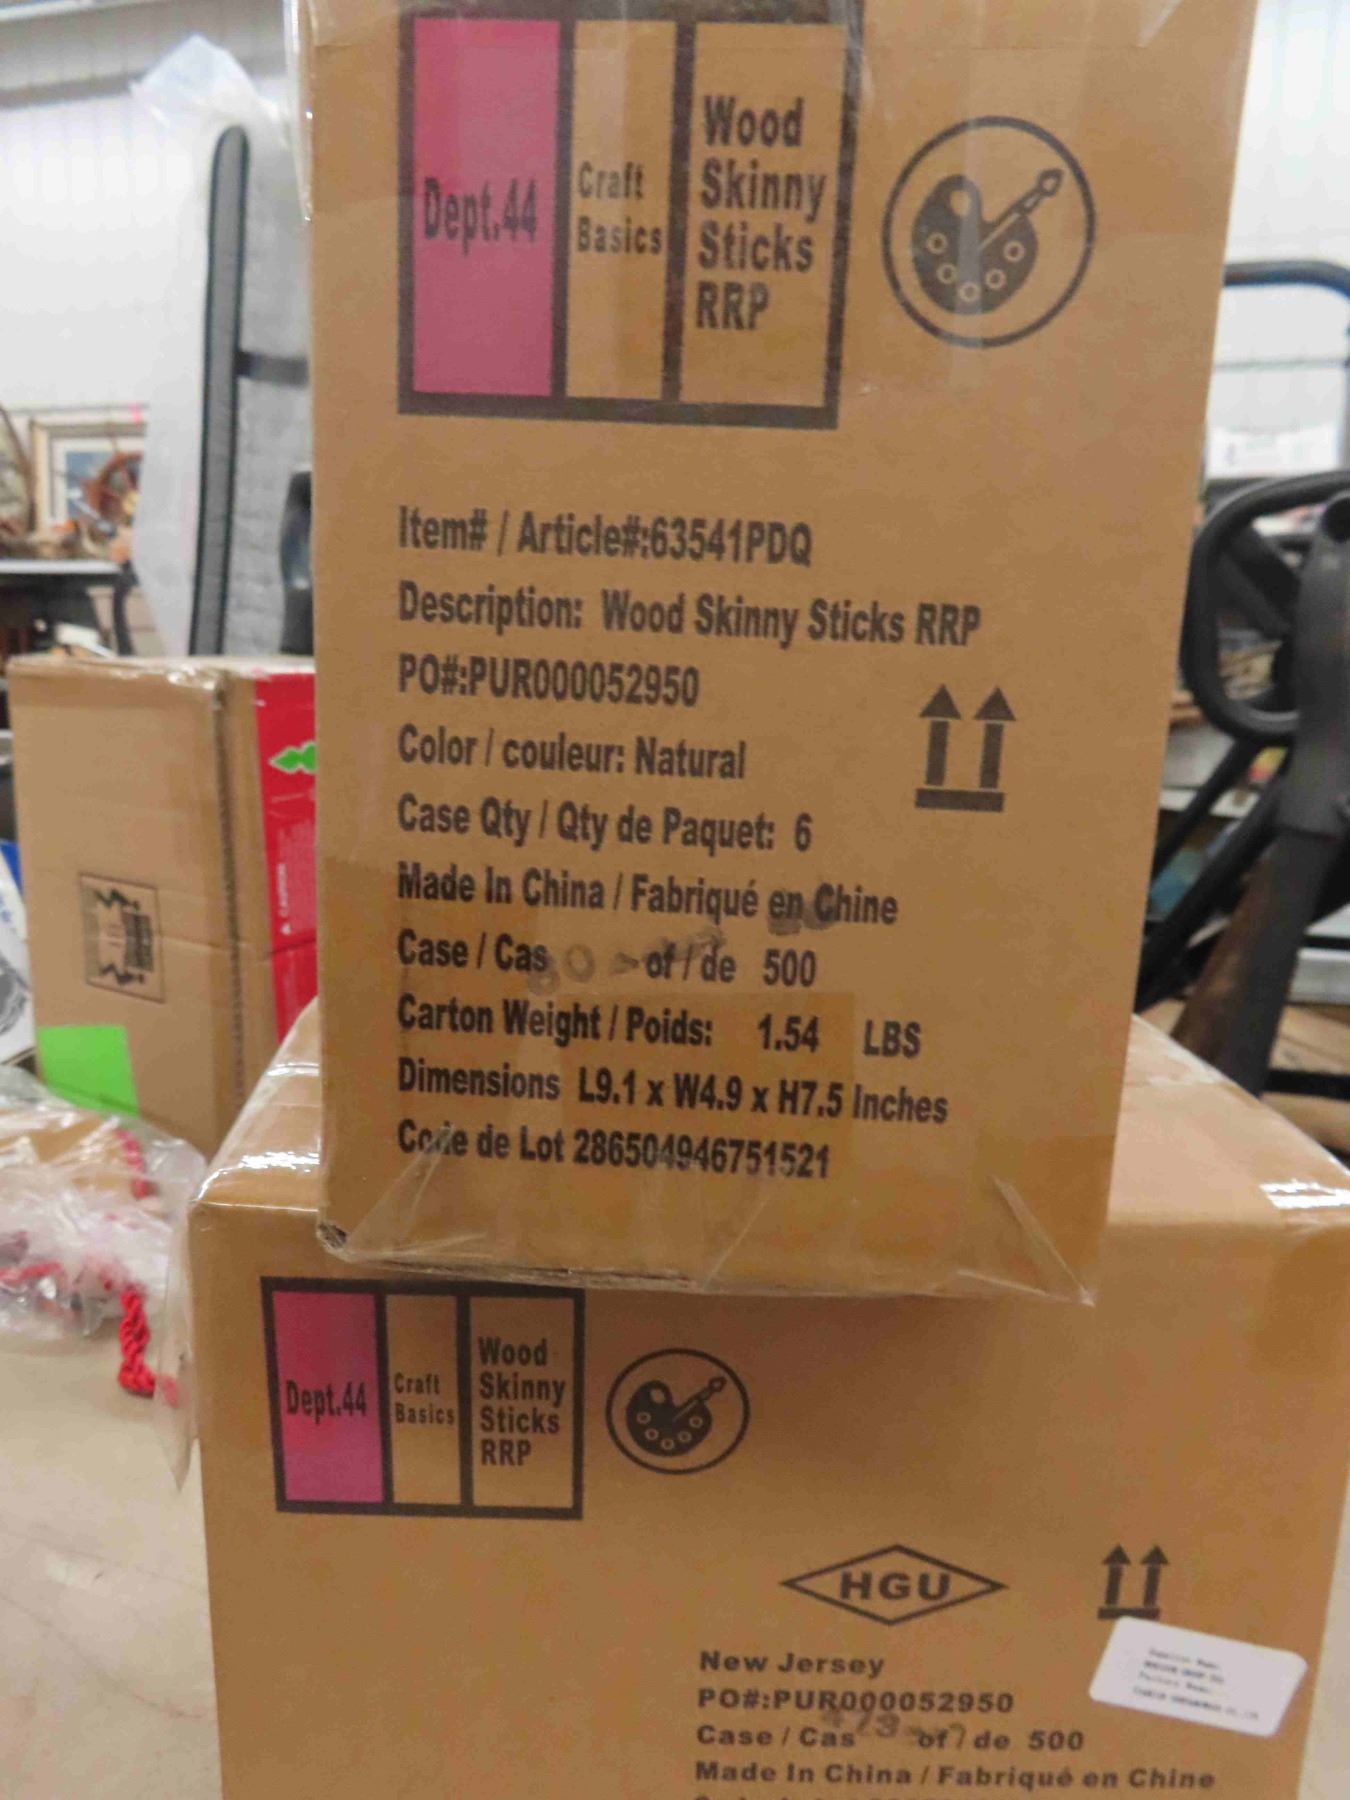 Dept.44
Craft
Basics
Wood
Skinny
Sticks
RRP
Item# / Article#:63541PDQ
Description: Wood Skinny Sticks RRP
PO#:PUR000052950
Color / couleur: Natural
Case Qty / Qty de Paquet: 6
Made In China / Fabriqué en Chine
Case / Cas of / de 500
Carton Weight / Poids: 1.54 LBS
Dimensions L9.1 x W4.9 x H7.5 Inches
Code de Lot 286504946751521
CAUTION
Dept.44
Craft
Basics
Wood
Skinny
Sticks
RRP
HGU
New Jersey
PO#:PUR000052950
Case / Cas of / de 500
Made In China / Fabriqué en Chine